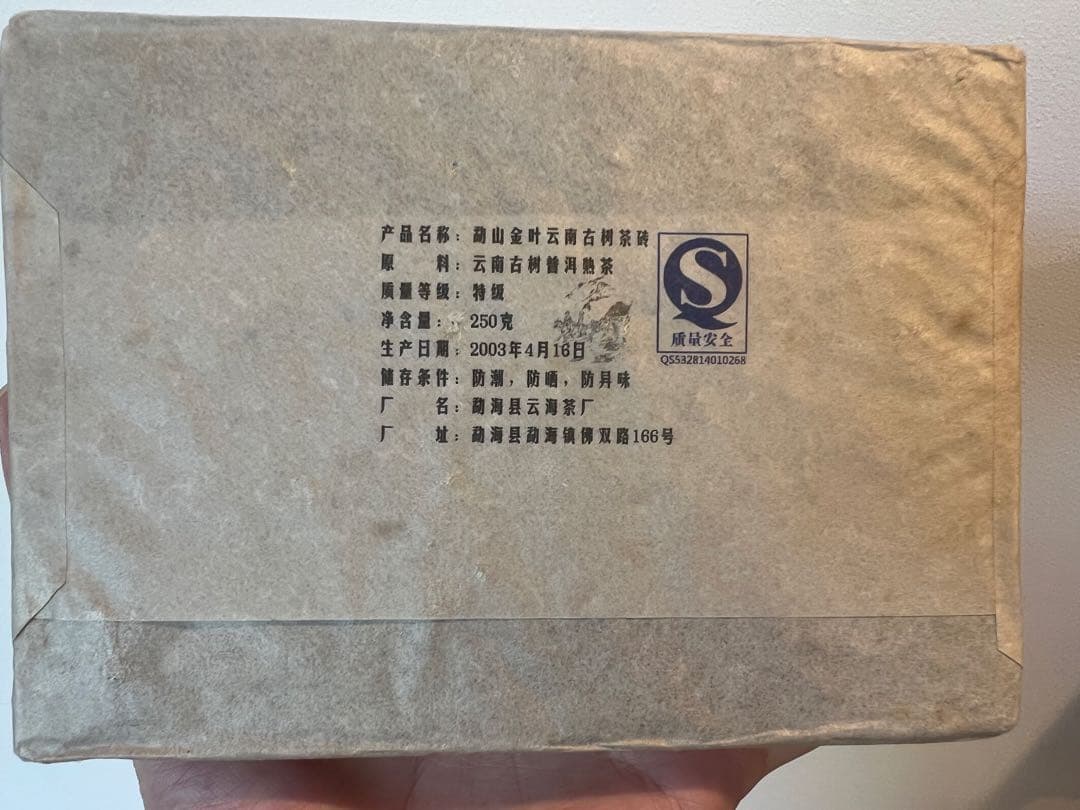 产品名称：勐山金叶云南古树茶砖
原　　料：云南古树普洱熟茶
质量等级：特级
净含量：250克
生产日期：2003年4月16日
储存条件：防潮，防晒，防异味
厂　　名：勐海县云海茶厂
厂　　址：勐海县勐海镇佛双路166号
QS
质量安全
QS532814010268